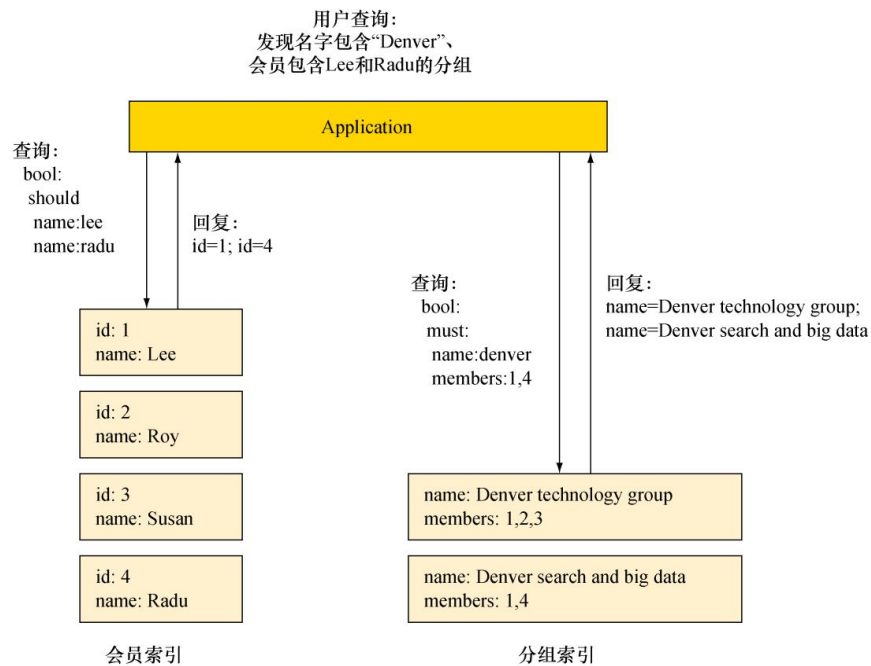 用户查询：
发现名字包含“Denver”、
会员包含Lee和Radu的分组
Application
查询：
bool:
should
name:lee
name:radu
回复：
id=1; id=4
查询：
bool:
must:
name:denver
members:1,4
回复：
name=Denver technology group;
name=Denver search and big data
id: 1
name: Lee
id: 2
name: Roy
id: 3
name: Susan
id: 4
name: Radu
会员索引
name: Denver technology group
members: 1,2,3
name: Denver search and big data
members: 1,4
分组索引